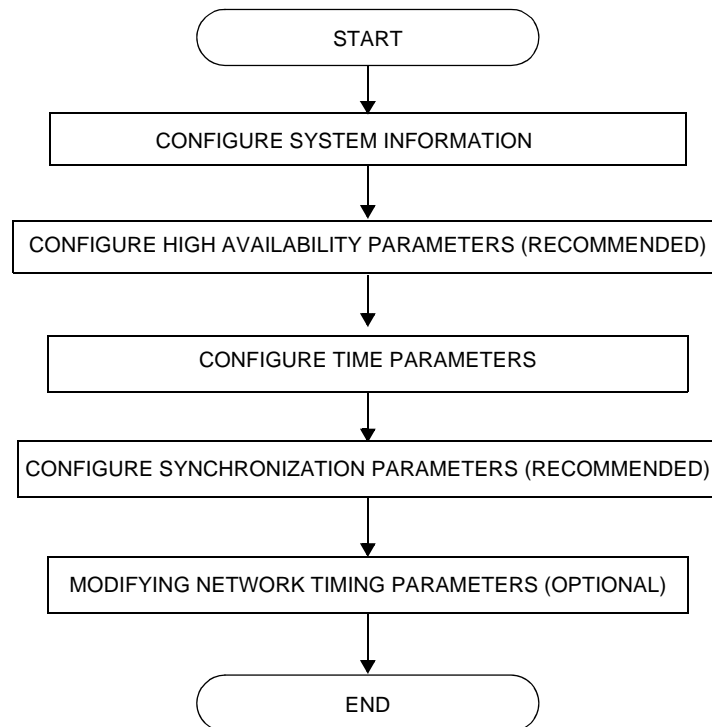 START
CONFIGURE SYSTEM INFORMATION
CONFIGURE HIGH AVAILABILITY PARAMETERS (RECOMMENDED)
CONFIGURE TIME PARAMETERS
CONFIGURE SYNCHRONIZATION PARAMETERS (RECOMMENDED)
MODIFYING NETWORK TIMING PARAMETERS (OPTIONAL)
END